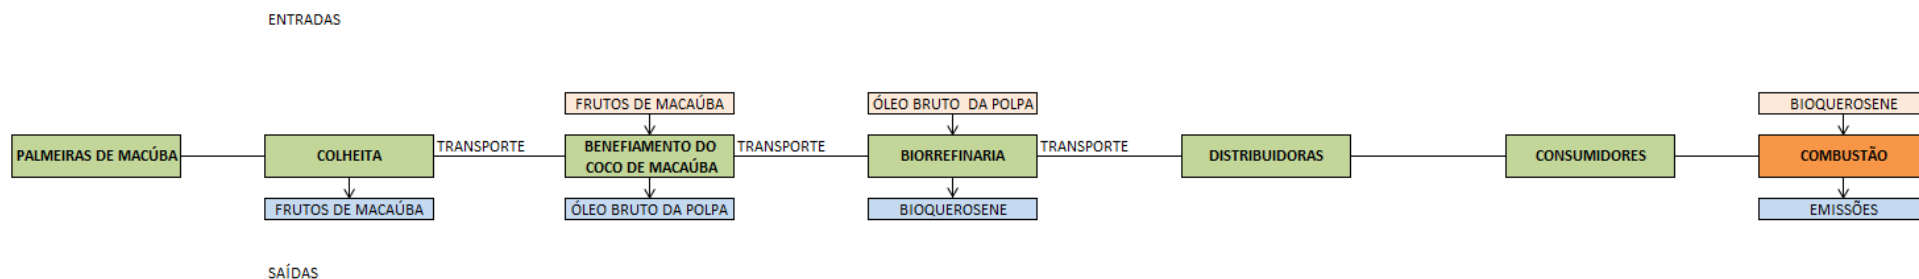 ENTRADAS
FRUTOS DE MACAÚBA
ÓLEO BRUTO DA POLPA
BIOQUEROSENE
PALMEIRAS DE MACÚBA
COLHEITA
TRANSPORTE
BENEFIAMENTO DO
COCO DE MACAÚBA
TRANSPORTE
BIORREFINARIA
TRANSPORTE
DISTRIBUIDORAS
CONSUMIDORES
COMBUSTÃO
FRUTOS DE MACAÚBA
ÓLEO BRUTO DA POLPA
BIOQUEROSENE
EMISSÕES
SAÍDAS